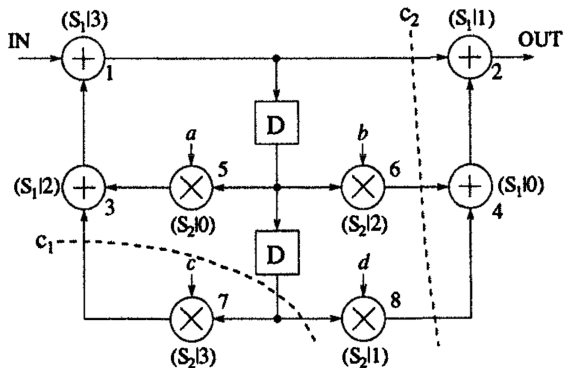 (S₁|3) c₂ (S₁|1)
IN OUT
1 2
D
a b
5 6
(S₁|2) (S₁|0)
3 4
(S₂|0) (S₂|2)
c₁
D
c d
7 8
(S₂|3) (S₂|1)